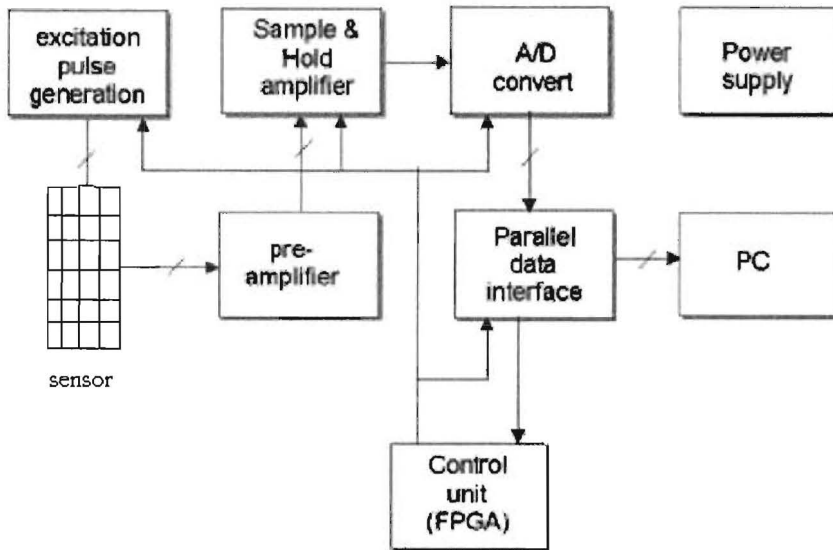 excitation
pulse
generation
Sample &
Hold
amplifier
A/D
convert
Power
supply
pre-
amplifier
Parallel
data
interface
PC
sensor
Control
unit
(FPGA)